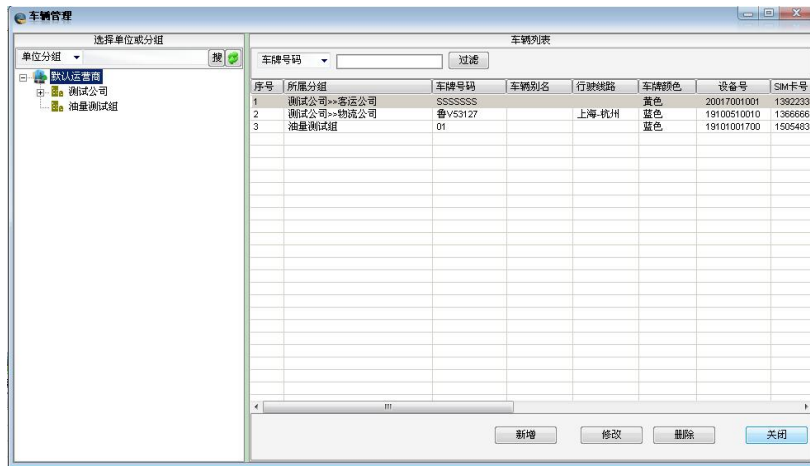 车辆管理
选择单位或分组
单位分组 搜
默认运营商
测试公司
油量测试组
车辆列表
车牌号码 过滤
序号 所属分组 车牌号码 车辆别名 行驶线路 车牌颜色 设备号 SIM卡号
1 测试公司>>客运公司 SSSSSSS 黄色 20017001001 1392233
2 测试公司>>物流公司 鲁V53127 上海-杭州 蓝色 19100510010 1366666
3 油量测试组 01 蓝色 19101001700 1505483
新增 修改 删除 关闭